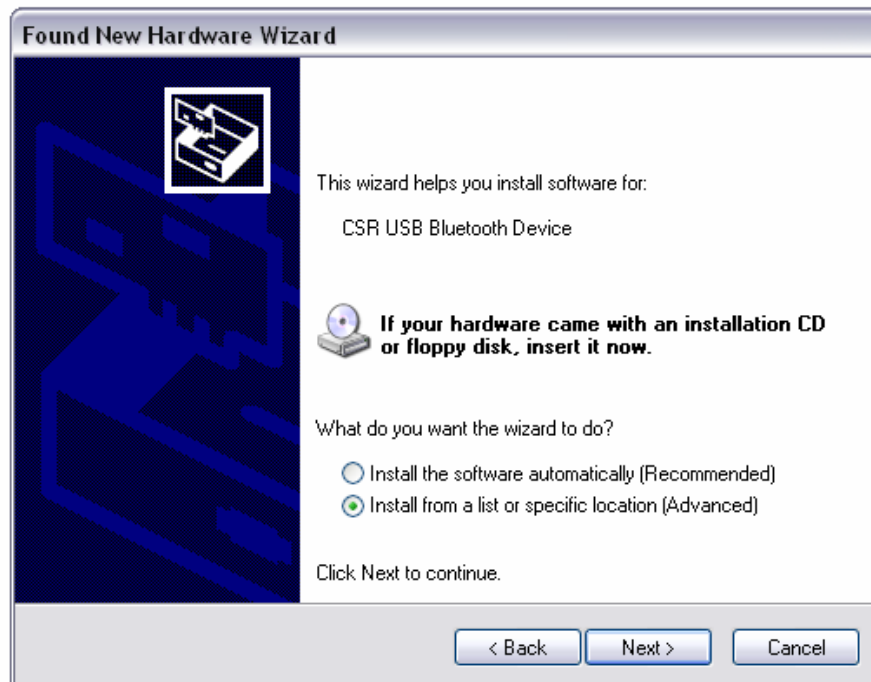 Found New Hardware Wizard
This wizard helps you install software for:
CSR USB Bluetooth Device
If your hardware came with an installation CD
or floppy disk, insert it now.
What do you want the wizard to do?
Install the software automatically (Recommended)
Install from a list or specific location (Advanced)
Click Next to continue.
< Back Next > Cancel